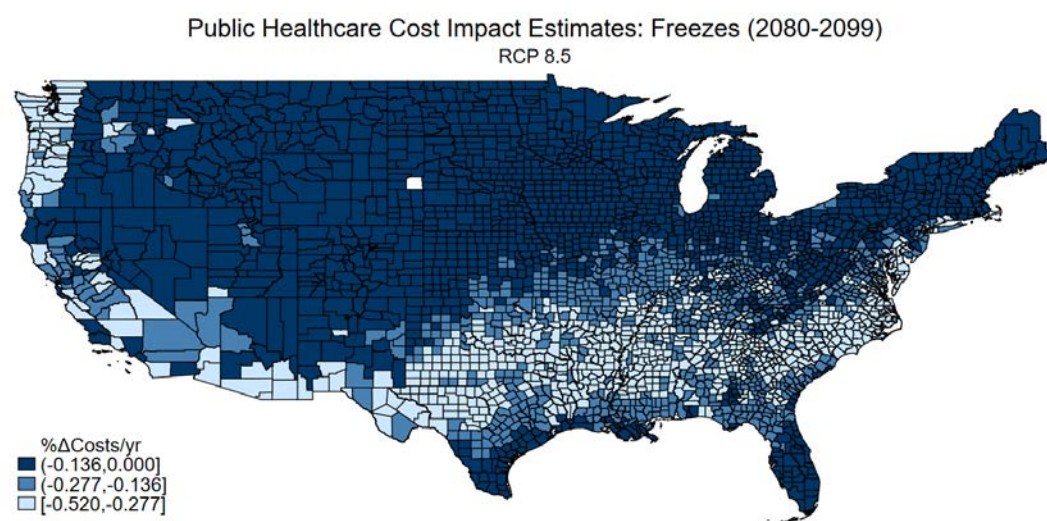 Public Healthcare Cost Impact Estimates: Freezes (2080-2099)
RCP 8.5
%ΔCosts/yr
(-0.136,0.000]
(-0.277,-0.136]
[-0.520,-0.277]